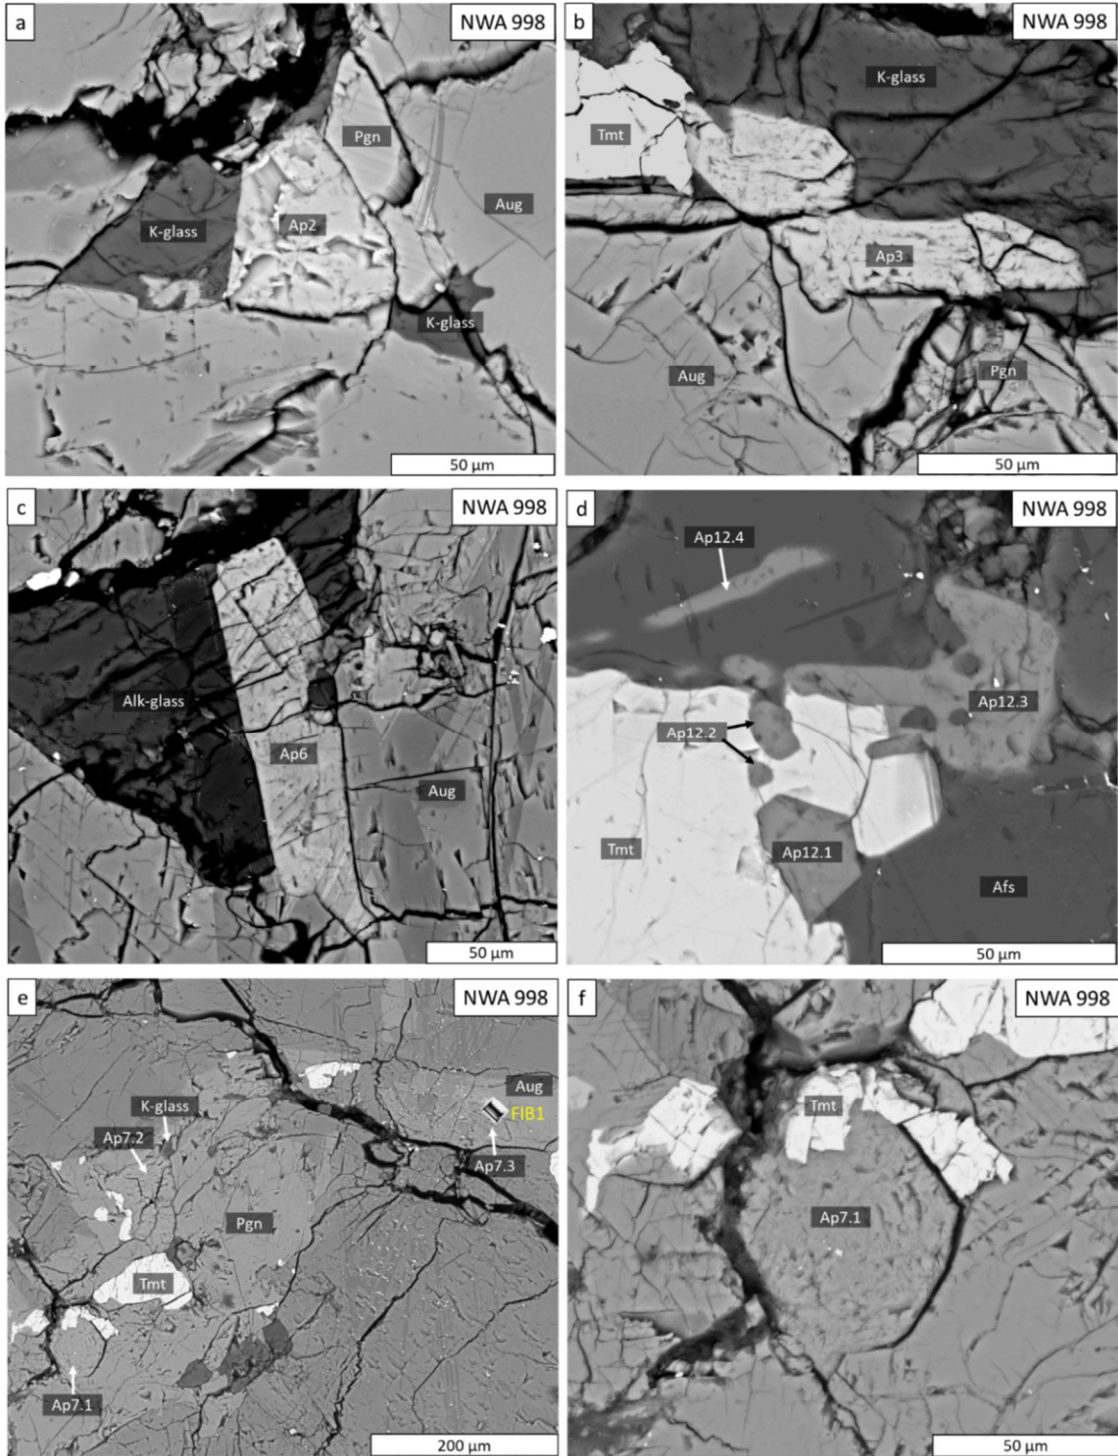 a
NWA 998
Pgn
Aug
Ap2
K-glass
K-glass
50 µm
b
NWA 998
K-glass
Tmt
Ap3
Aug
Pgn
50 µm
c
NWA 998
Alk-glass
Ap6
Aug
50 µm
d
NWA 998
Ap12.4
Ap12.3
Ap12.2
Tmt
Ap12.1
Afs
50 µm
e
NWA 998
Aug
K-glass
FIB1
Ap7.2
Ap7.3
Pgn
Tmt
Ap7.1
200 µm
f
NWA 998
Tmt
Ap7.1
50 µm